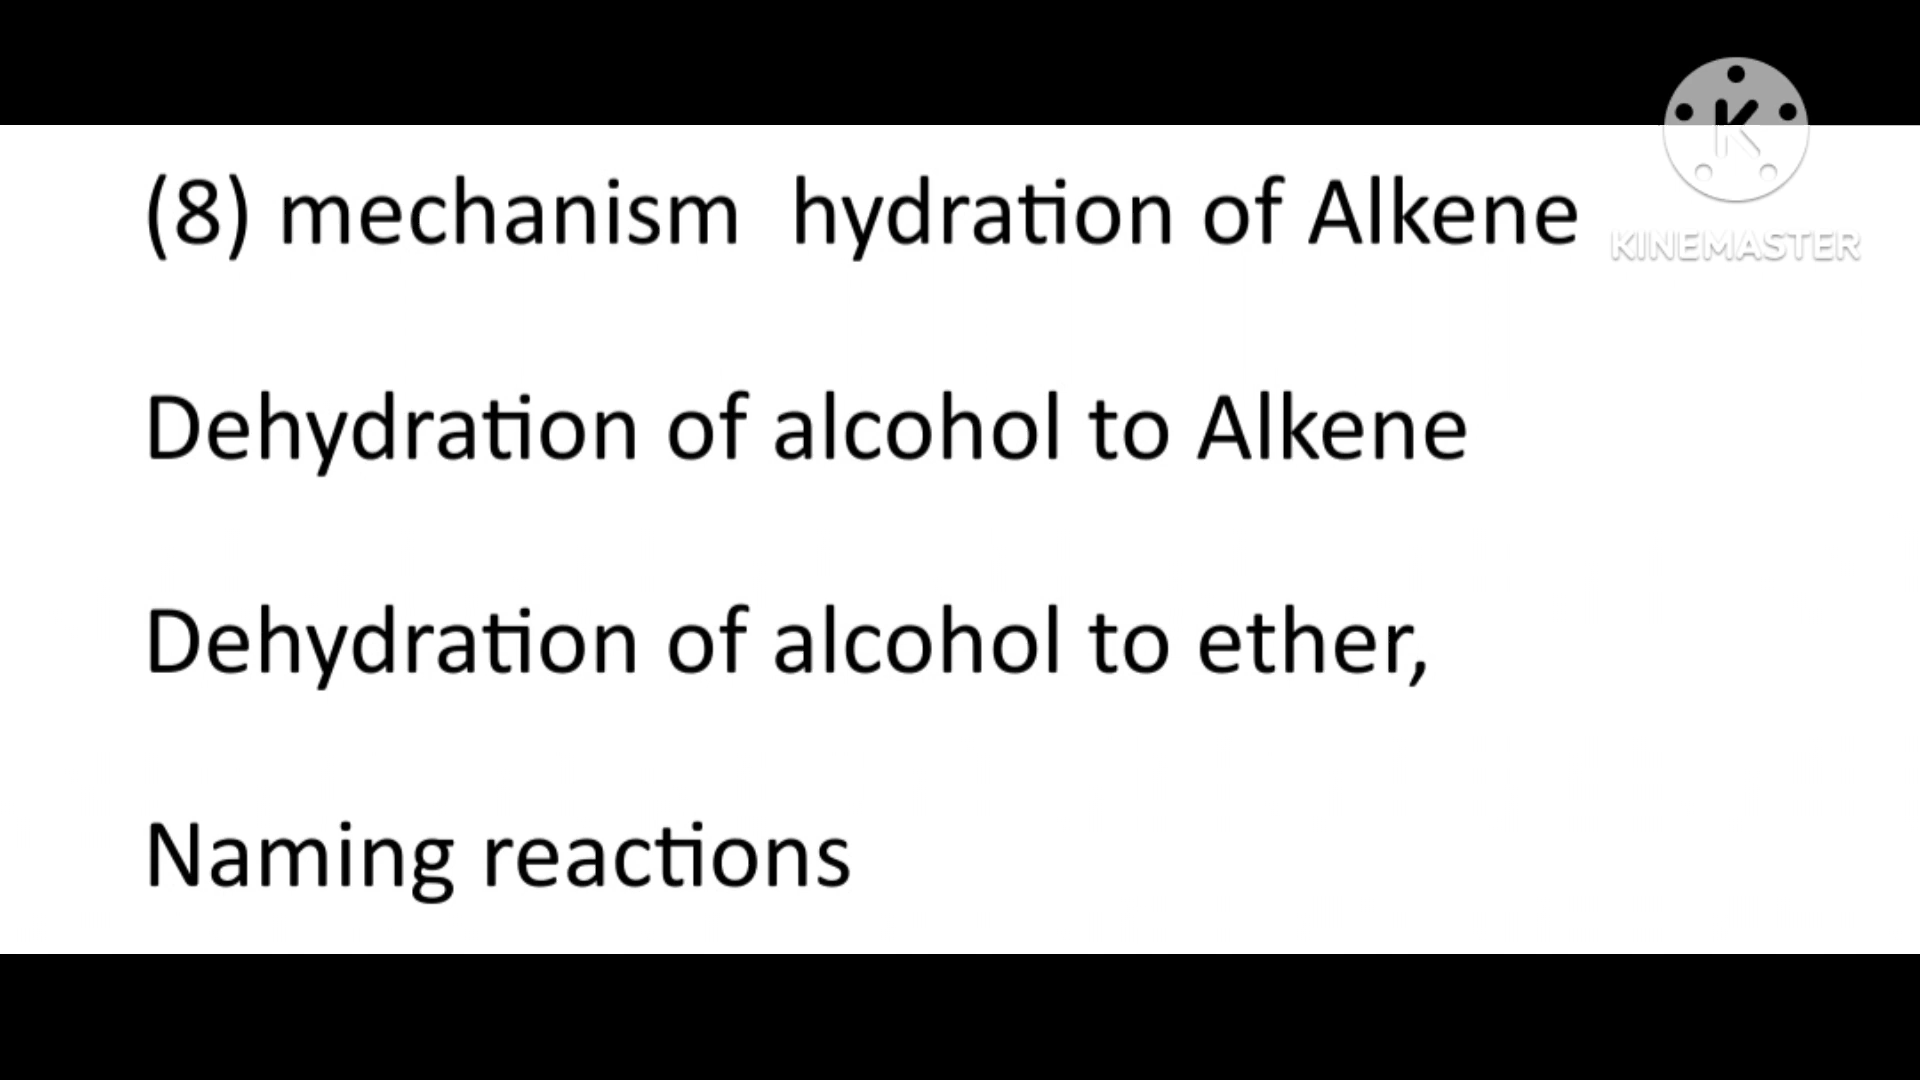 (8) mechanism  hydration of Alkene
KINEMASTER
Dehydration of alcohol to Alkene
Dehydration of alcohol to ether,
Naming reactions